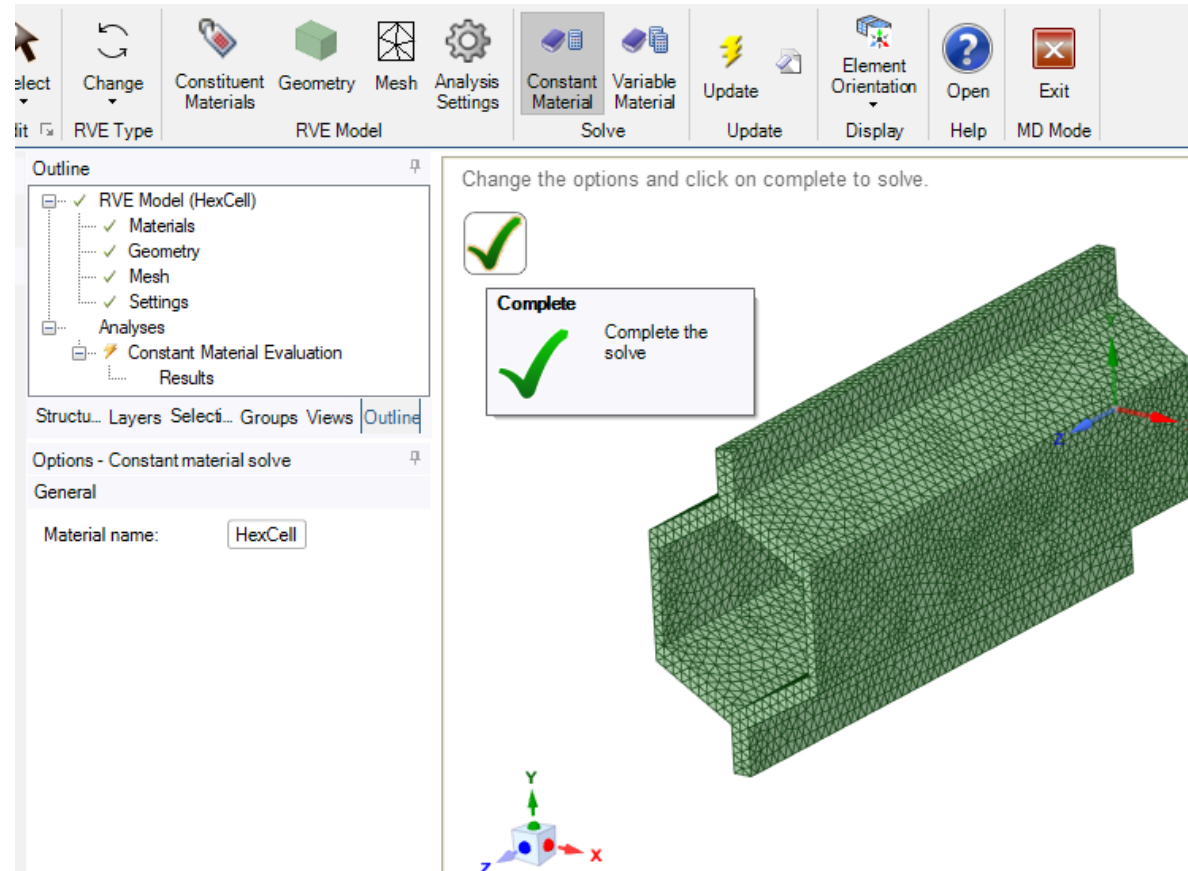 elect
Change
Constituent Materials
Geometry
Mesh
Analysis Settings
Constant Material
Variable Material
Update
Element Orientation
Open
Exit
dit
RVE Type
RVE Model
Solve
Update
Display
Help
MD Mode
Outline
RVE Model (HexCell)
Materials
Geometry
Mesh
Settings
Analyses
Constant Material Evaluation
Results
Structu... Layers Selecti... Groups Views Outline
Options - Constant material solve
General
Material name: HexCell
Change the options and click on complete to solve.
Complete
Complete the
solve
Y
Z
Y
Z
X